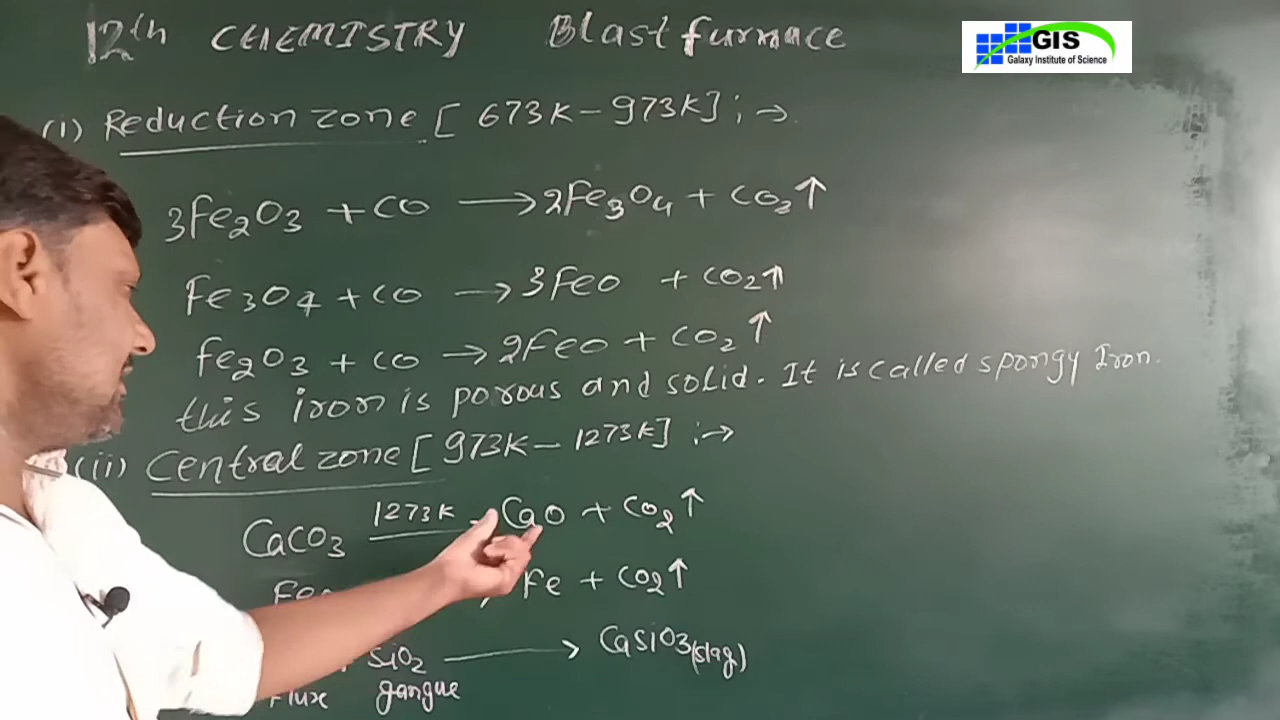 12th CHEMISTRY Blast furnace
GIS
Galaxy Institute of Science
(i) Reduction zone [ 673K - 973K] ; →
3Fe2O3 + CO → 2Fe3O4 + CO2↑
Fe3O4 + CO → 3FeO + CO2↑
Fe2O3 + CO → 2FeO + CO2↑
this iron is porous and solid. It is called spongy Iron.
(ii) Central zone [ 973K - 1273K] ; →
CaCO3 1273K CaO + CO2↑
Fe + CO2↑
SiO2 → CaSiO3 (slag)
Flux gangue